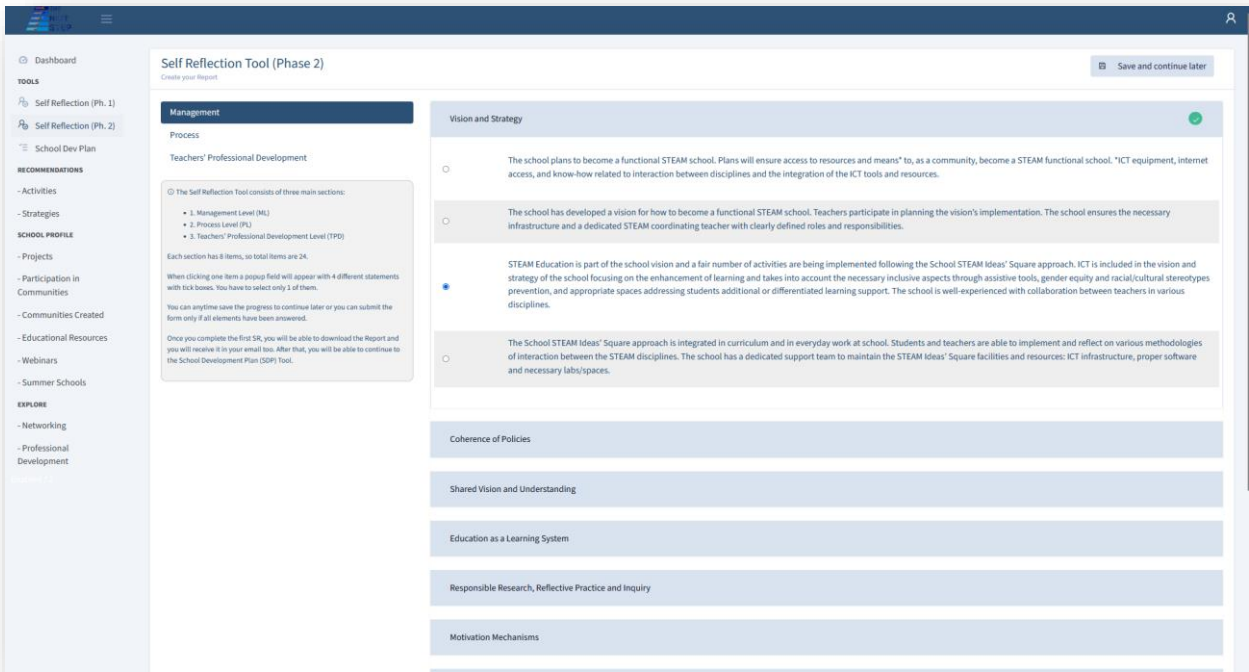 Dashboard
TOOLS
Self Reflection (Ph. 1)
Self Reflection (Ph. 2)
School Dev Plan
RECOMMENDATIONS
- Activities
- Strategies
SCHOOL PROFILE
- Projects
- Participation in
Communities
- Communities Created
- Educational Resources
- Webinars
- Summer Schools
EXPLORE
- Networking
- Professional
Development
Self Reflection Tool (Phase 2)
Create your Report
Save and continue later
Management
Process
Teachers' Professional Development
The Self Reflection Tool consists of three main sections:
• 1. Management Level (ML)
• 2. Process Level (PL)
• 3. Teachers' Professional Development Level (TPD)
Each section has 8 items, so total items are 24.
When clicking one item a popup field will appear with 4 different statements
with tick boxes. You have to select only 1 of them.
You can anytime save the progress to continue later or you can submit the
form only if all elements have been answered.
Once you complete the first SR, you will be able to download the Report and
you will receive it in your email too. After that, you will be able to continue to
the School Development Plan (SDP) Tool.
Vision and Strategy
The school plans to become a functional STEAM school. Plans will ensure access to resources and means* to, as a community, become a STEAM functional school. *ICT equipment, internet
access, and know-how related to interaction between disciplines and the integration of the ICT tools and resources.
The school has developed a vision for how to become a functional STEAM school. Teachers participate in planning the vision's implementation. The school ensures the necessary
infrastructure and a dedicated STEAM coordinating teacher with clearly defined roles and responsibilities.
STEAM Education is part of the school vision and a fair number of activities are being implemented following the School STEAM Ideas' Square approach. ICT is included in the vision and
strategy of the school focusing on the enhancement of learning and takes into account the necessary inclusive aspects through assistive tools, gender equity and racial/cultural stereotypes
prevention, and appropriate spaces addressing students additional or differentiated learning support. The school is well-experienced with collaboration between teachers in various
disciplines.
The School STEAM Ideas' Square approach is integrated in curriculum and in everyday work at school. Students and teachers are able to implement and reflect on various methodologies
of interaction between the STEAM disciplines. The school has a dedicated support team to maintain the STEAM Ideas' Square facilities and resources: ICT infrastructure, proper software
and necessary labs/spaces.
Coherence of Policies
Shared Vision and Understanding
Education as a Learning System
Responsible Research, Reflective Practice and Inquiry
Motivation Mechanisms